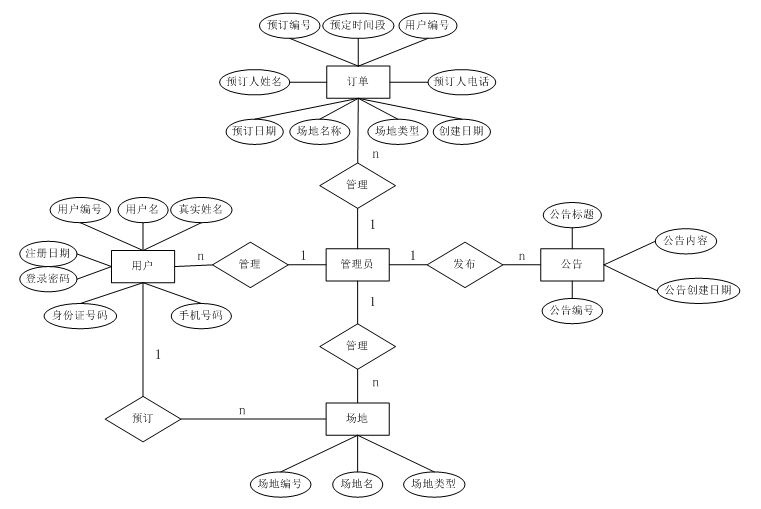 预订编号
预定时间段
用户编号
预订人姓名
订单
预订人电话
预订日期
场地名称
场地类型
创建日期
n
管理
1
用户编号
用户名
真实姓名
公告标题
注册日期
登录密码
用户
n
管理
1
管理员
1
发布
n
公告
公告内容
公告创建日期
公告编号
身份证号码
手机号码
1
管理
n
1
预订
n
场地
场地编号
场地名
场地类型